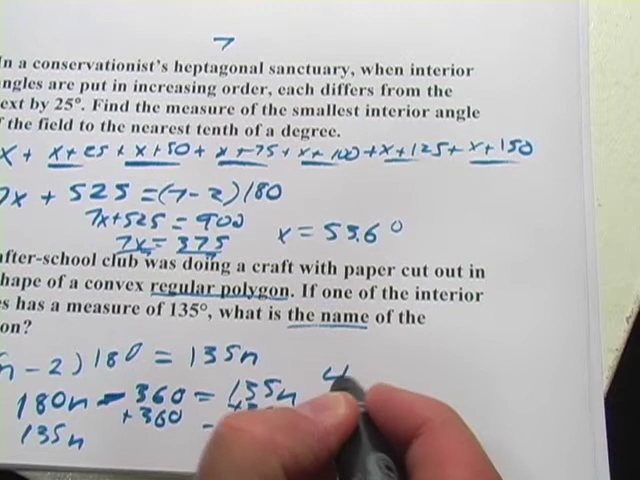 7
In a conservationist's heptagonal sanctuary, when interior
ngles are put in increasing order, each differs from the
ext by 25°. Find the measure of the smallest interior angle
f the field to the nearest tenth of a degree.
x + x+25 + x+50 + x+75 + x+100 + x+125 + x+150
7x + 525 = (7-2)180
7x+525 = 900
7x = 375
x = 53.6°
after-school club was doing a craft with paper cut out in
hape of a convex regular polygon. If one of the interior
es has a measure of 135°, what is the name of the
on?
n - 2) 180 = 135n
180n - 360 = 135n
+360
135n